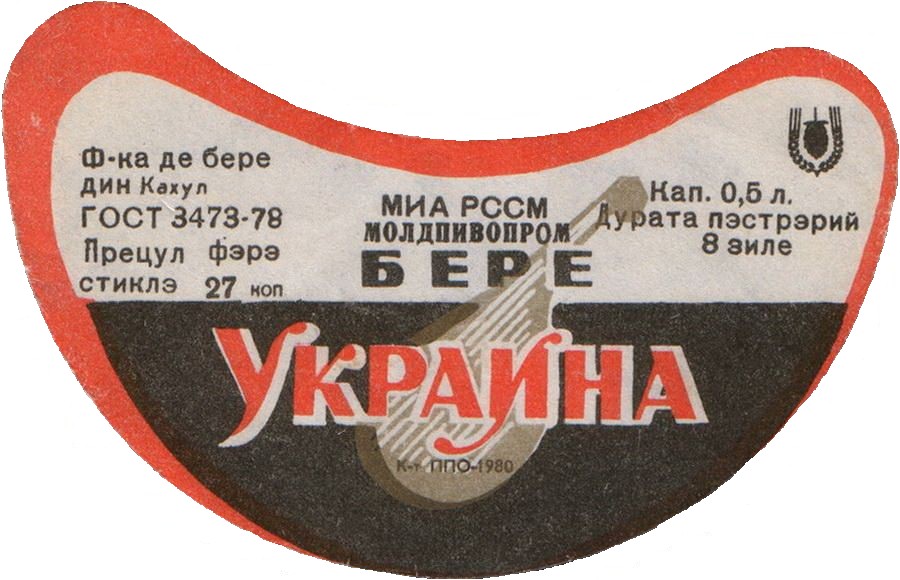 Ф-ка де бере
дин Кахул
ГОСТ 3473-78
Прецул фэрэ
стиклэ 27 коп
МИА РССМ
МОЛДПИВОПРОМ
БЕРЕ
Кап. 0,5 л.
Дурата пэстрэрий
8 зиле
УКРАИНА
К-т ППО-1980